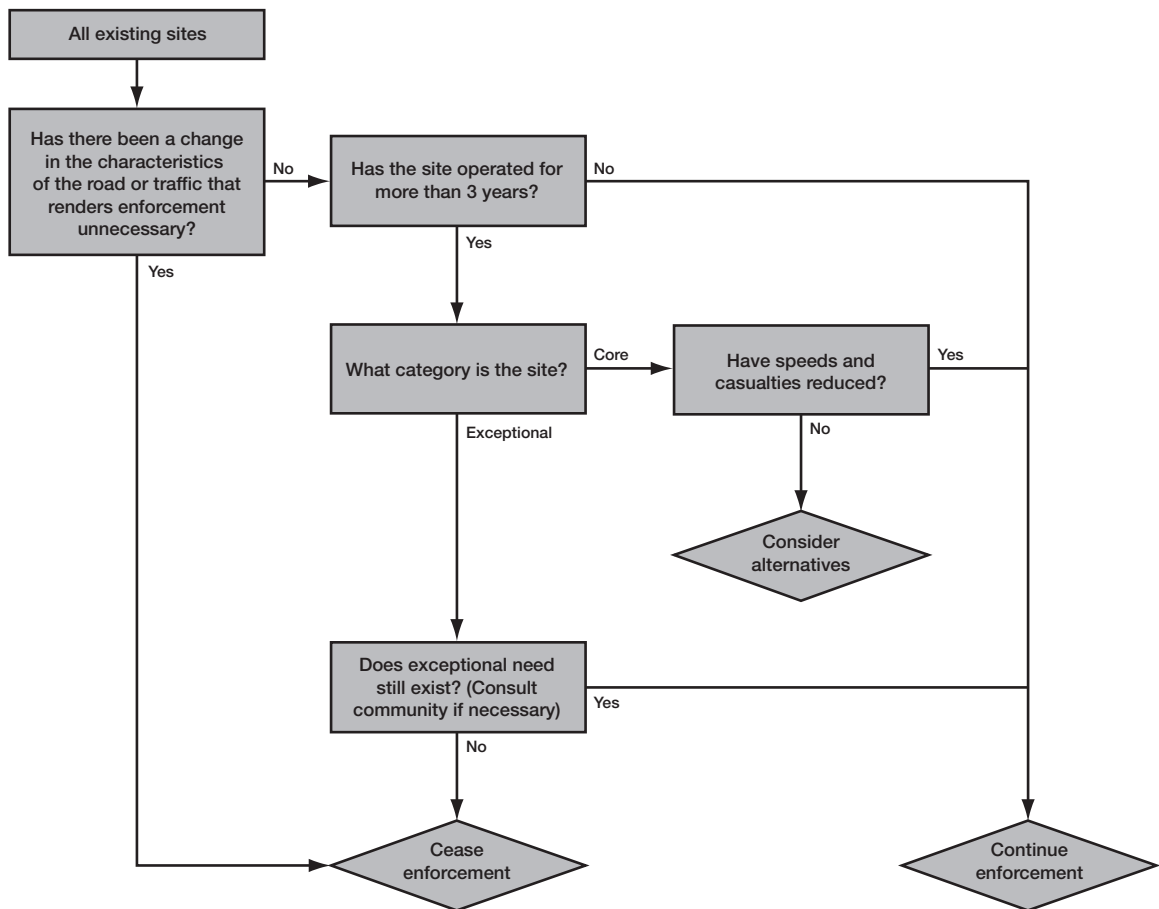 All existing sites
Has there been a change
in the characteristics
of the road or traffic that
renders enforcement
unnecessary?
No
Has the site operated for
more than 3 years?
No
Yes
Yes
What category is the site?
Core
Have speeds and
casualties reduced?
Yes
Exceptional
No
Consider
alternatives
Does exceptional need
still exist? (Consult
community if necessary)
Yes
No
Cease
enforcement
Continue
enforcement